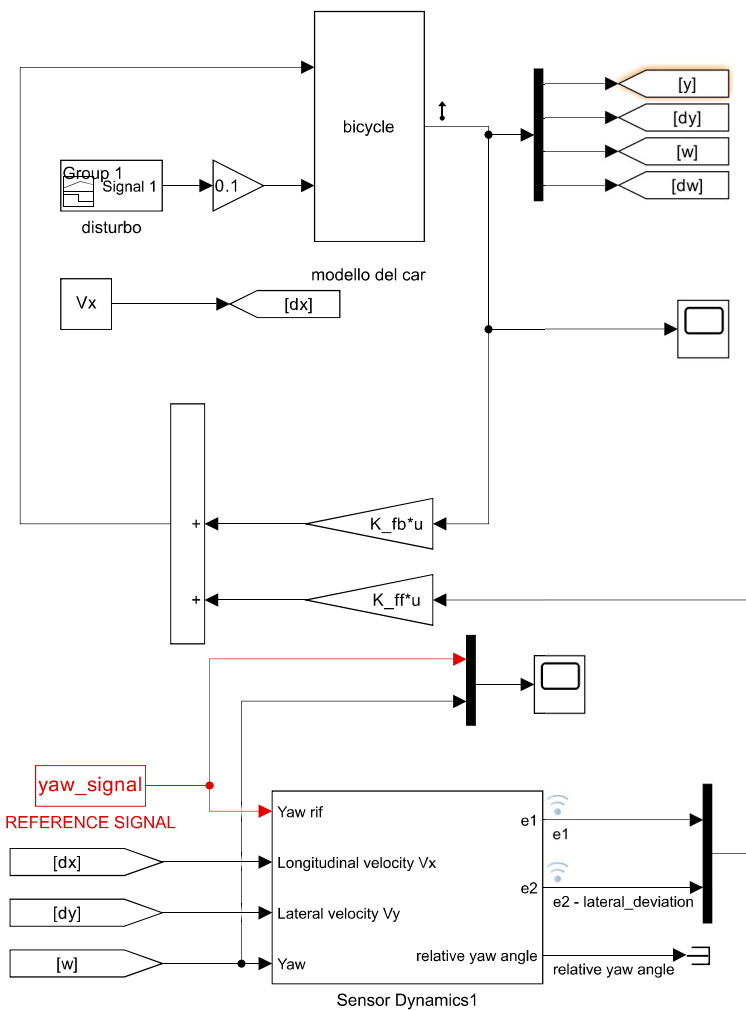 bicycle
[y]
[dy]
[w]
[dw]
Group 1
Signal 1
0.1
disturbo
modello del car
Vx
[dx]
+
K_fb*u
+
K_ff*u
yaw_signal
REFERENCE SIGNAL
Yaw rif
e1
e1
[dx]
Longitudinal velocity Vx
e2
e2 - lateral_deviation
[dy]
Lateral velocity Vy
[w]
Yaw
relative yaw angle
relative yaw angle
Sensor Dynamics1